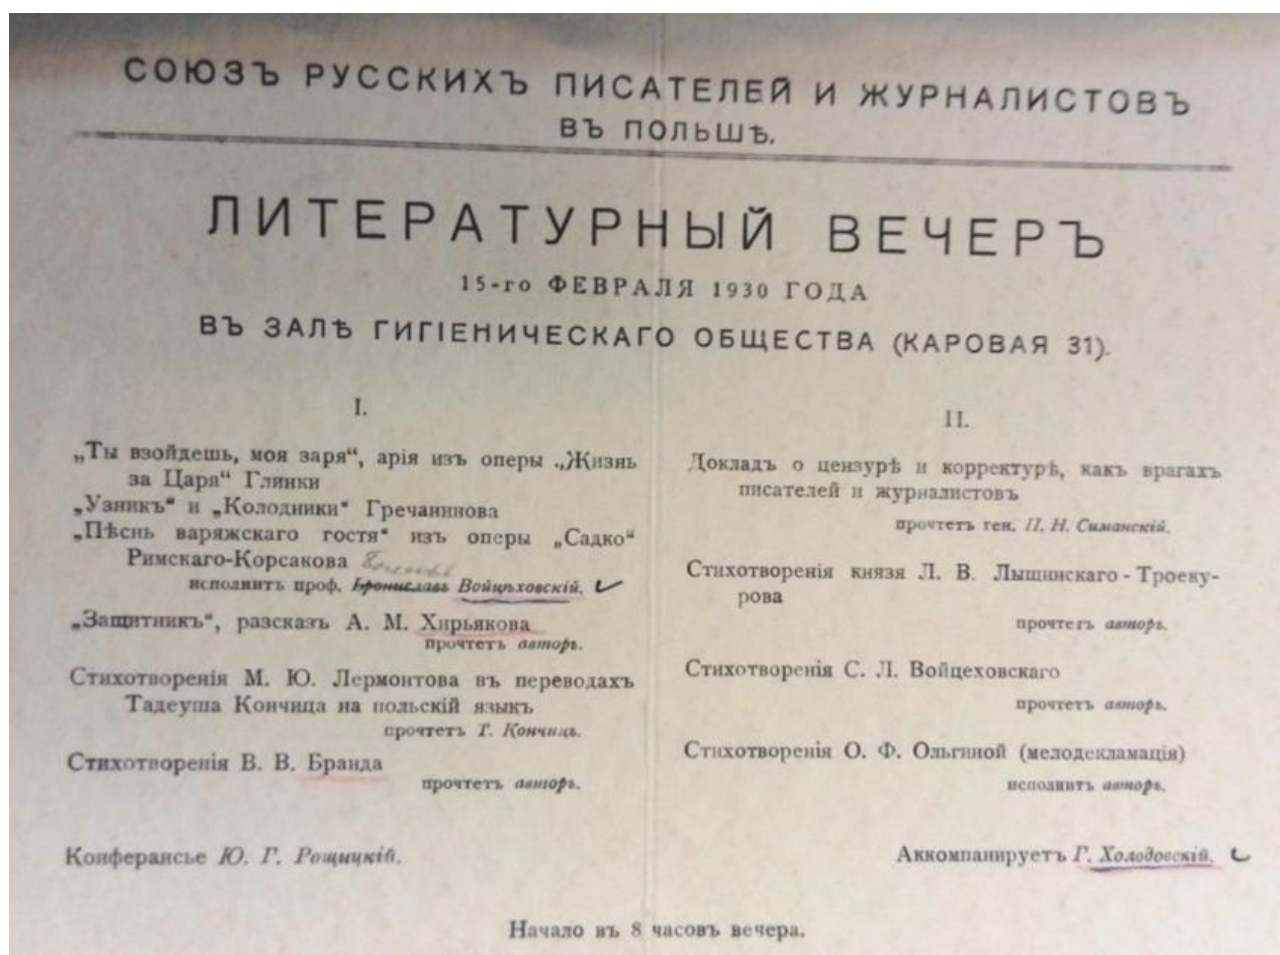 СОЮЗЪ РУССКИХЪ ПИСАТЕЛЕЙ И ЖУРНАЛИСТОВЪ
ВЪ ПОЛЬШѢ.
ЛИТЕРАТУРНЫЙ ВЕЧЕРЪ
15-го ФЕВРАЛЯ 1930 ГОДА
ВЪ ЗАЛѢ ГИГІЕНИЧЕСКАГО ОБЩЕСТВА (КАРОВАЯ 31).
I.
„Ты взойдешь, моя заря“, арія изъ оперы „Жизнь
за Царя“ Глинки
„Узникъ“ и „Колодники“ Гречанинова
„Пѣснь варяжскаго гостя“ изъ оперы „Садко“
Римскаго-Корсакова
исполнитъ проф. Брониславъ Войцѣховскій.
„Защитникъ“, разсказъ А. М. Хирьякова
прочтетъ авторъ.
Стихотворенія М. Ю. Лермонтова въ переводахъ
Тадеуша Кончица на польскій языкъ
прочтетъ Т. Кончицъ.
Стихотворенія В. В. Бранда
прочтетъ авторъ.
Конферансье Ю. Г. Рощицкій.
II.
Докладъ о цензурѣ и корректурѣ, какъ врагахъ
писателей и журналистовъ
прочтетъ ген. П. Н. Симанскій.
Стихотворенія князя Л. В. Лыщинскаго-Троеку-
рова
прочтетъ авторъ.
Стихотворенія С. Л. Войцеховскаго
прочтетъ авторъ.
Стихотворенія О. Ф. Ольгиной (мелодекламація)
исполнитъ авторъ.
Аккомпанируетъ Г. Холодовскій.
Начало въ 8 часовъ вечера.